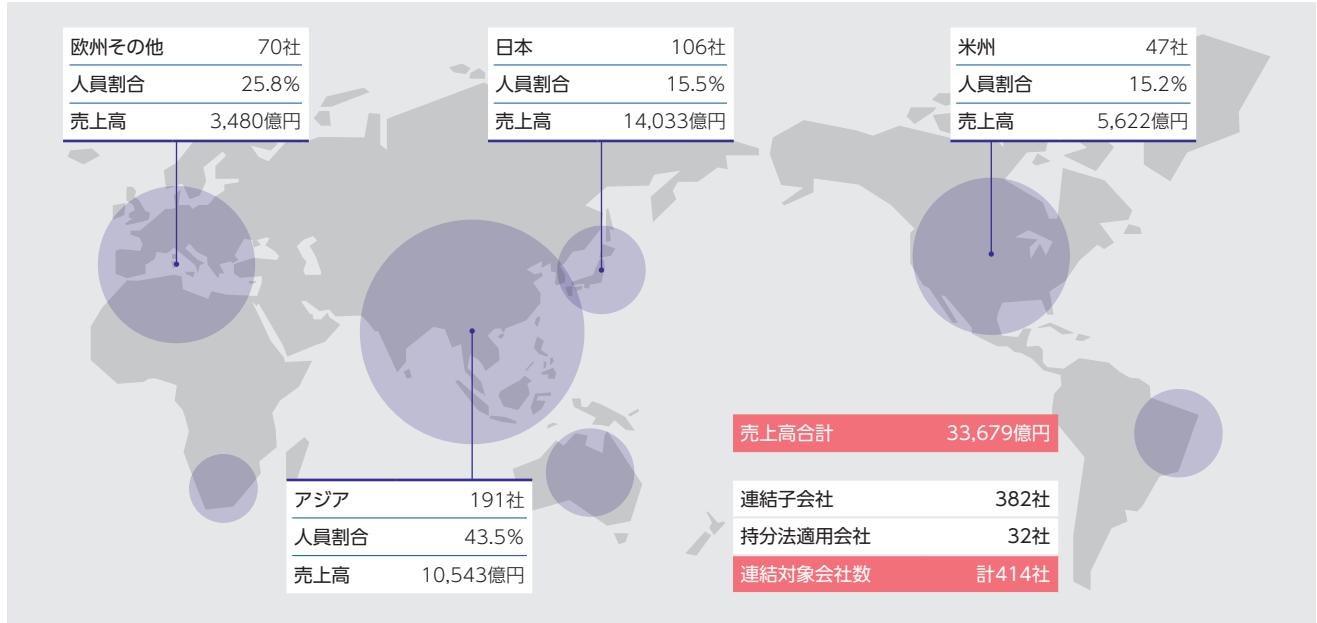 欧州その他 70社
人員割合 25.8%
売上高 3,480億円
日本 106社
人員割合 15.5%
売上高 14,033億円
米州 47社
人員割合 15.2%
売上高 5,622億円
アジア 191社
人員割合 43.5%
売上高 10,543億円
売上高合計 33,679億円
連結子会社 382社
持分法適用会社 32社
連結対象会社数 計414社